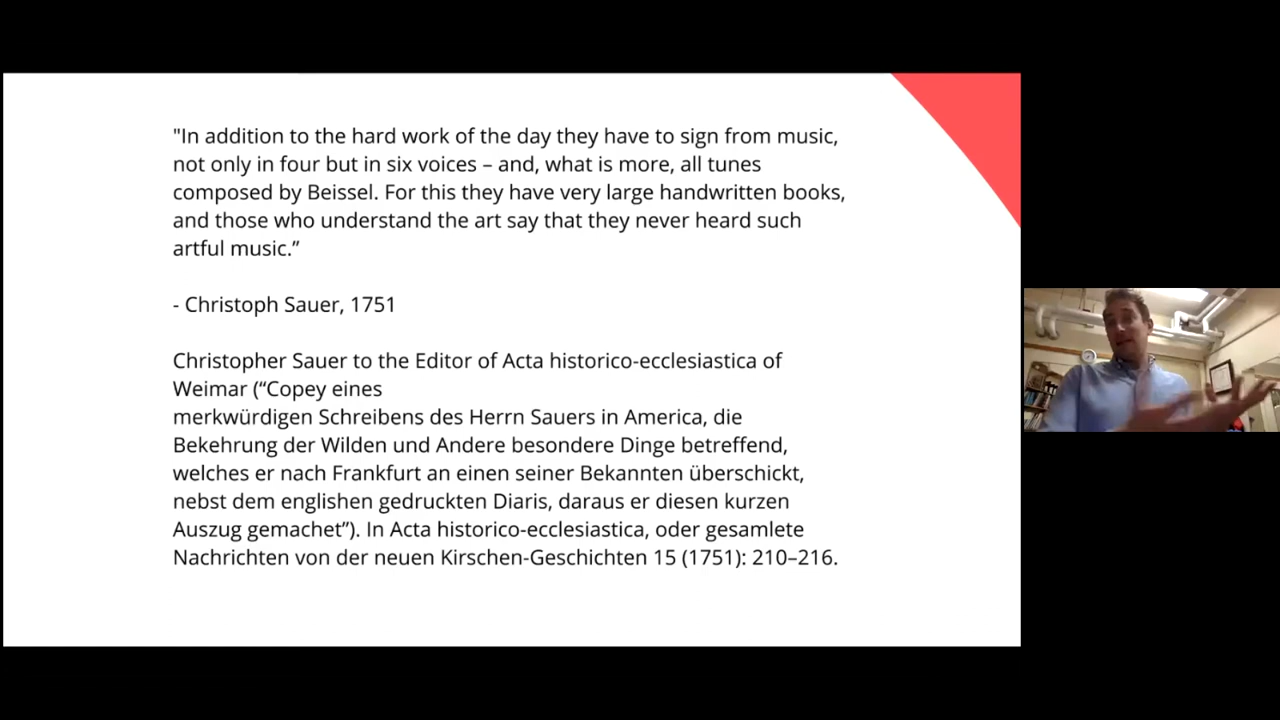 "In addition to the hard work of the day they have to sign from music,
not only in four but in six voices – and, what is more, all tunes
composed by Beissel. For this they have very large handwritten books,
and those who understand the art say that they never heard such
artful music.”
- Christoph Sauer, 1751
Christopher Sauer to the Editor of Acta historico-ecclesiastica of
Weimar (“Copey eines
merkwürdigen Schreibens des Herrn Sauers in America, die
Bekehrung der Wilden und Andere besondere Dinge betreffend,
welches er nach Frankfurt an einen seiner Bekannten überschickt,
nebst dem englishen gedruckten Diaris, daraus er diesen kurzen
Auszug gemachet”). In Acta historico-ecclesiastica, oder gesamlete
Nachrichten von der neuen Kirschen-Geschichten 15 (1751): 210–216.